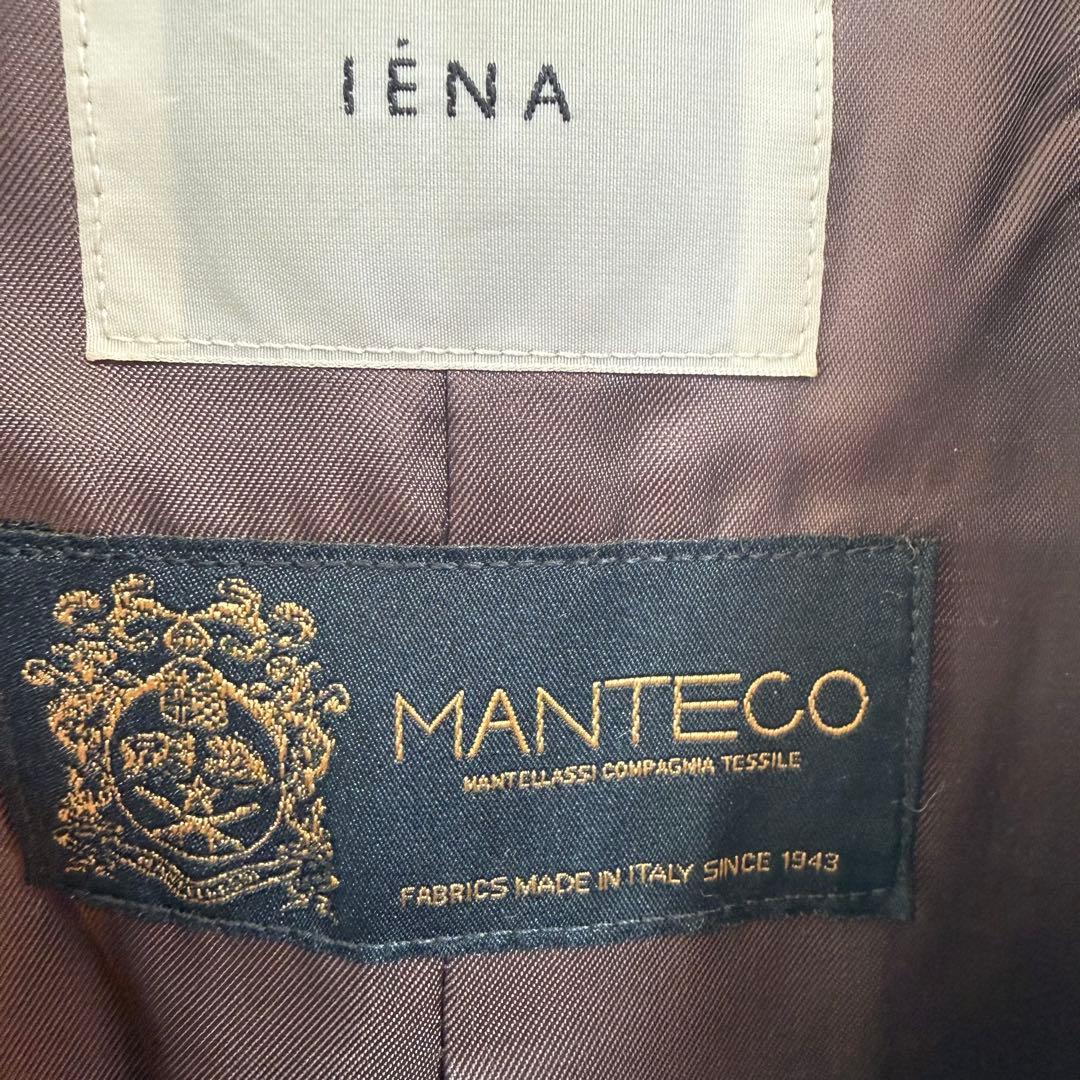 IÉNA
MANTECO
MANTELLASSI COMPAGNIA TESSILE
FABRICS MADE IN ITALY SINCE 1943